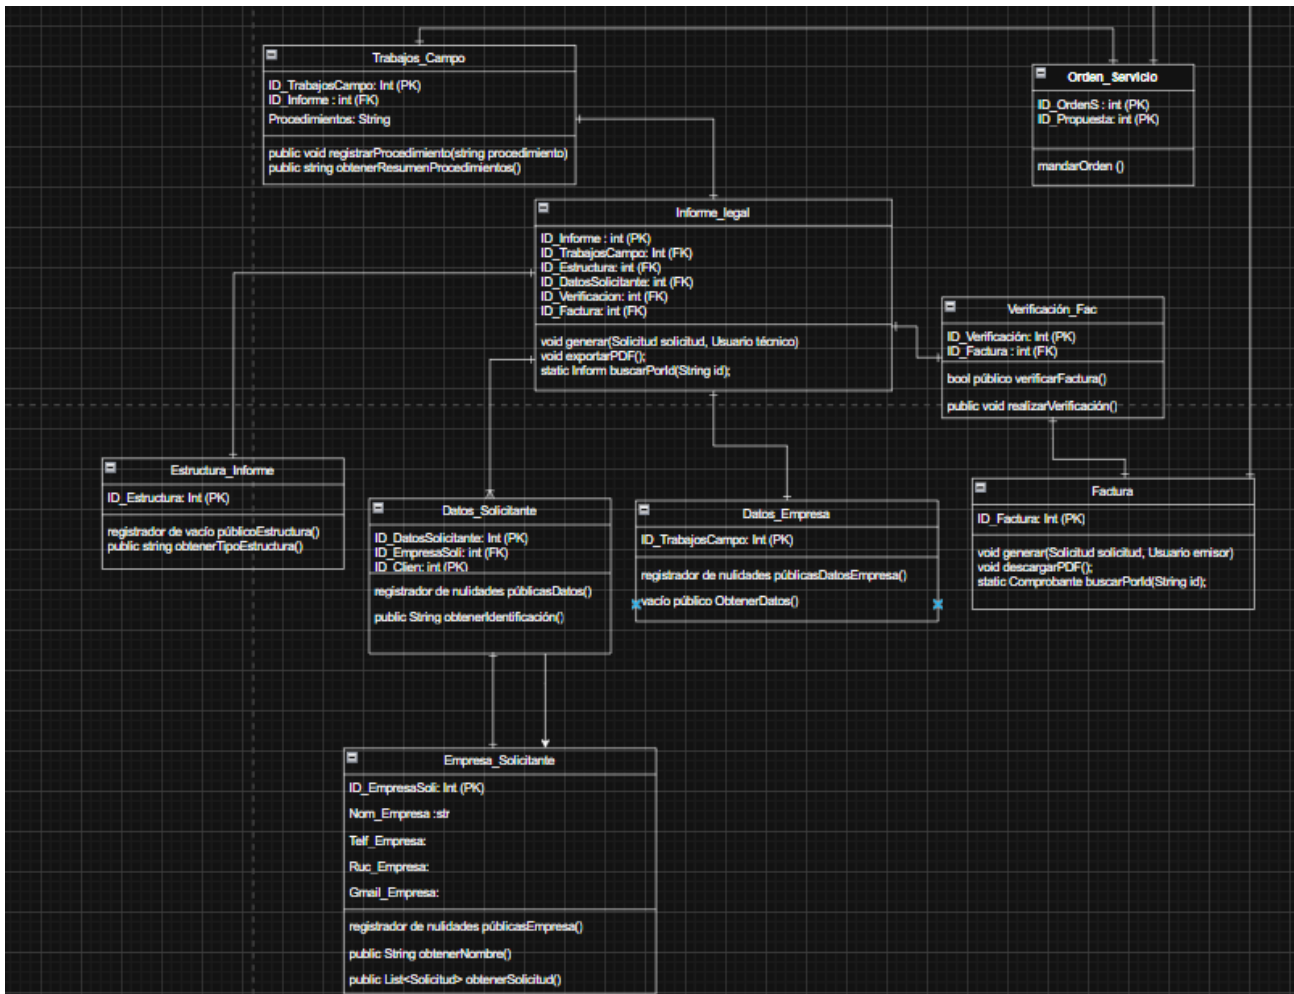 Trabajos_Campo
ID_TrabajosCampo: Int (PK)
ID_Informe : int (FK)
Procedimientos: String
public void registrarProcedimiento(string procedimiento)
public string obtenerResumenProcedimientos()
Orden_Servicio
ID_OrdenS : int (PK)
ID_Propuesta: int (PK)
mandarOrden ()
Informe_legal
ID_Informe : int (PK)
ID_TrabajosCampo: Int (FK)
ID_Estructura: int (FK)
ID_DatosSolicitante: int (FK)
ID_Verificacion: int (FK)
ID_Factura: int (FK)
void generar(Solicitud solicitud, Usuario técnico)
void exportarPDF();
static Inform buscarPorId(String id);
Verificación_Fac
ID_Verificación: Int (PK)
ID_Factura : int (FK)
bool público verificarFactura()
public void realizarVerificación()
Estructura_Informe
ID_Estructura: Int (PK)
registrador de vacío públicoEstructura()
public string obtenerTipoEstructura()
Datos_Solicitante
ID_DatosSolicitante: Int (PK)
ID_EmpresaSoli: int (FK)
ID_Clien: int (PK)
registrador de nulidades públicasDatos()
public String obtenerIdentificación()
Datos_Empresa
ID_TrabajosCampo: Int (PK)
registrador de nulidades públicasDatosEmpresa()
vacío público ObtenerDatos()
Factura
ID_Factura: Int (PK)
void generar(Solicitud solicitud, Usuario emisor)
void descargarPDF();
static Comprobante buscarPorId(String id);
Empresa_Solicitante
ID_EmpresaSoli: Int (PK)
Nom_Empresa :str
Telf_Empresa:
Ruc_Empresa:
Gmail_Empresa:
registrador de nulidades públicasEmpresa()
public String obtenerNombre()
public List<Solicitud> obtenerSolicitud()